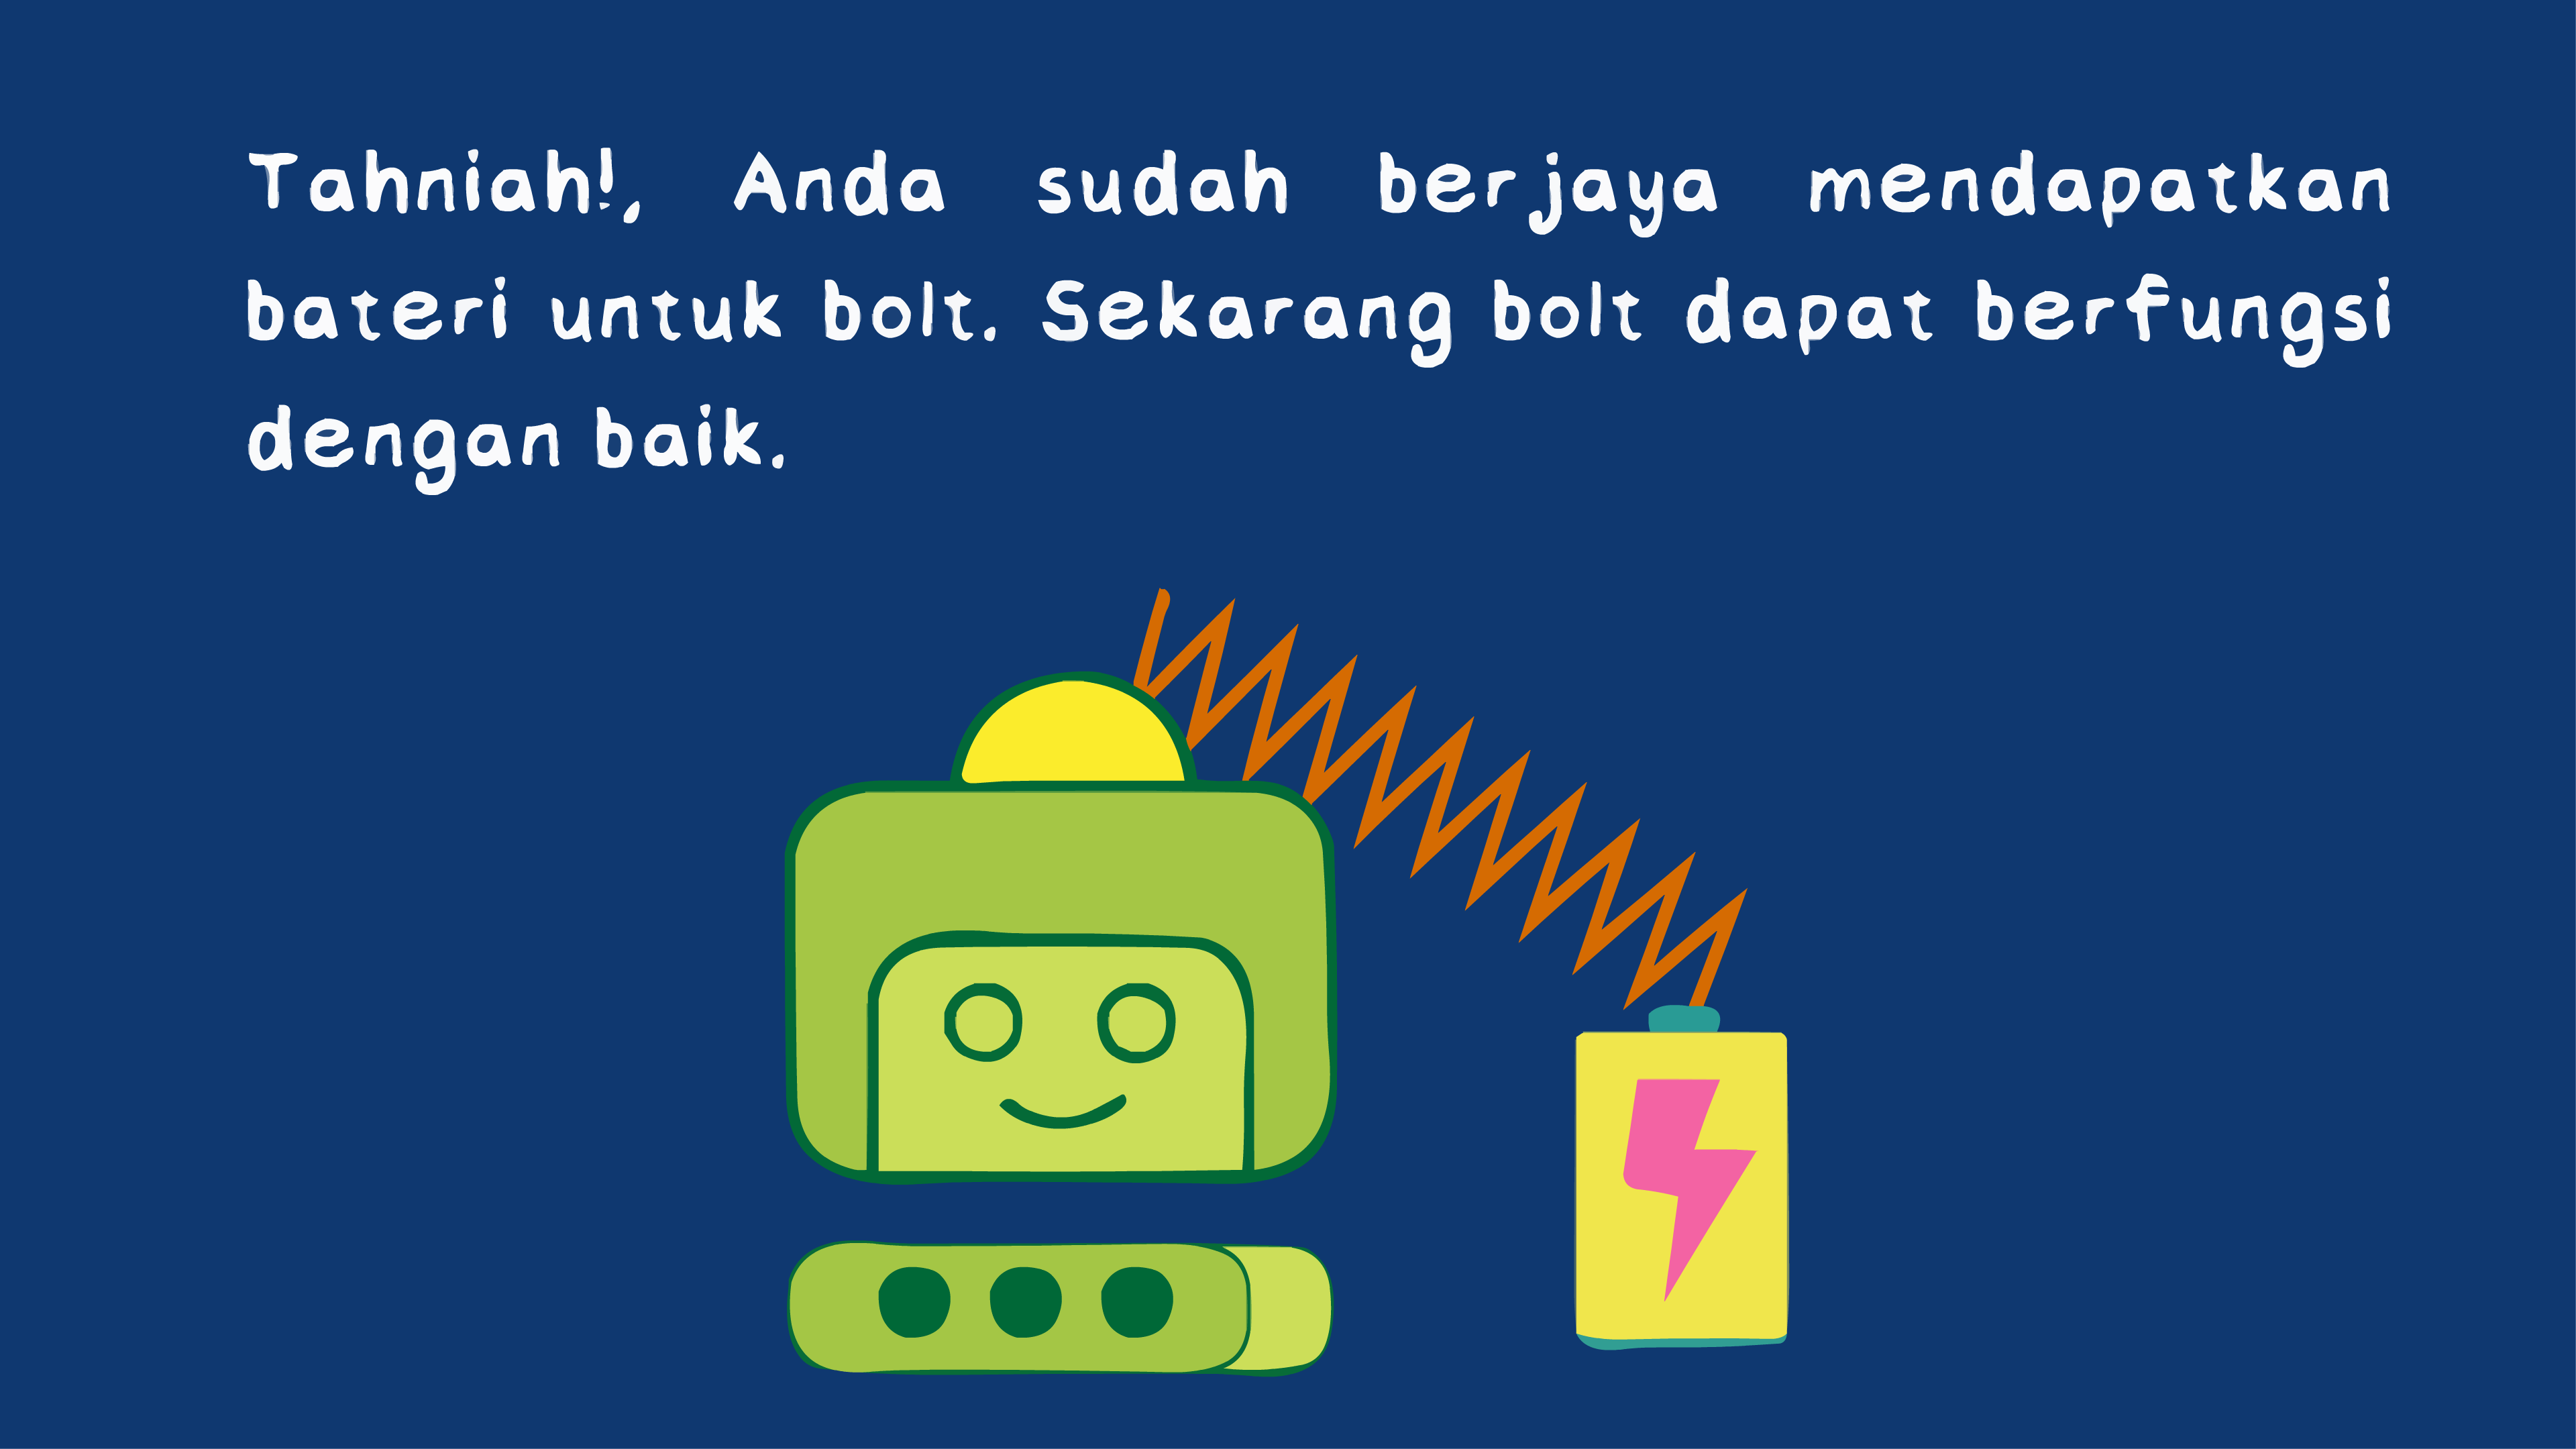 Tahniah!, Anda sudah berjaya mendapatkan
bateri untuk bolt. Sekarang bolt dapat berfungsi
dengan baik.